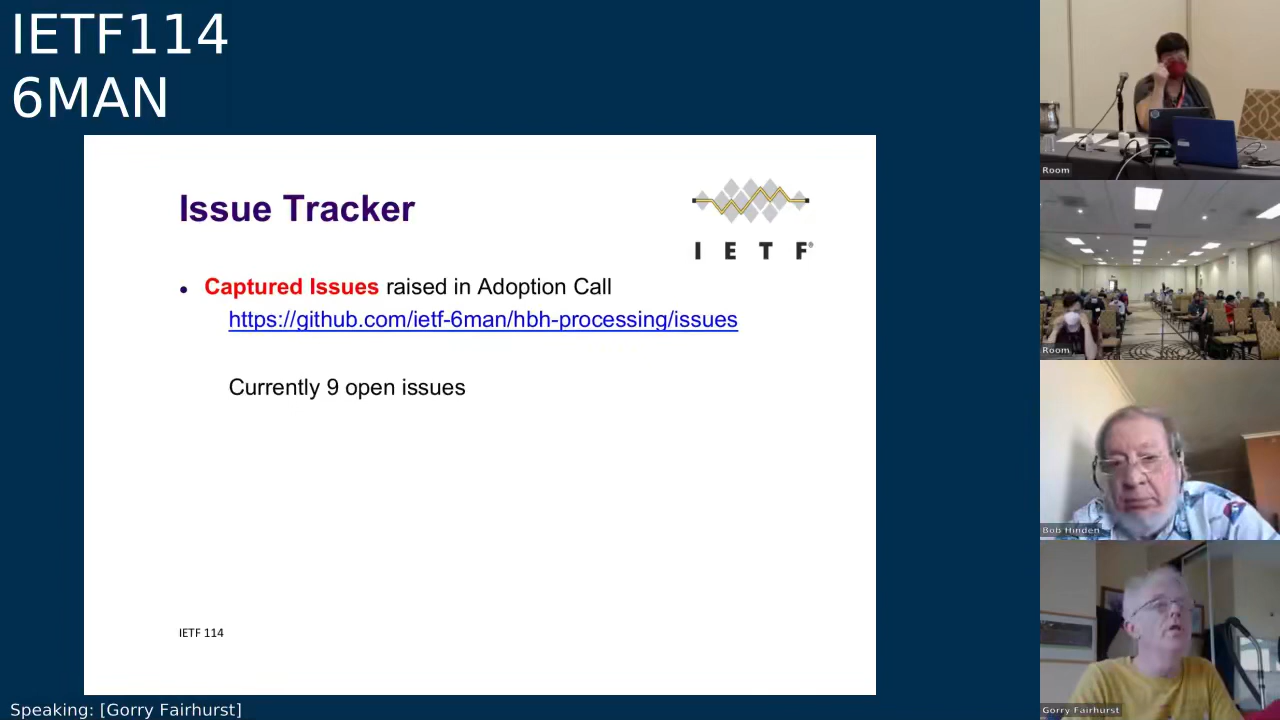 IETF114
6MAN
Issue Tracker
I E T F®
● Captured Issues raised in Adoption Call
https://github.com/ietf-6man/hbh-processing/issues
Currently 9 open issues
IETF 114
Speaking: [Gorry Fairhurst]
Room
Room
Bob Hinden
Gorry Fairhurst